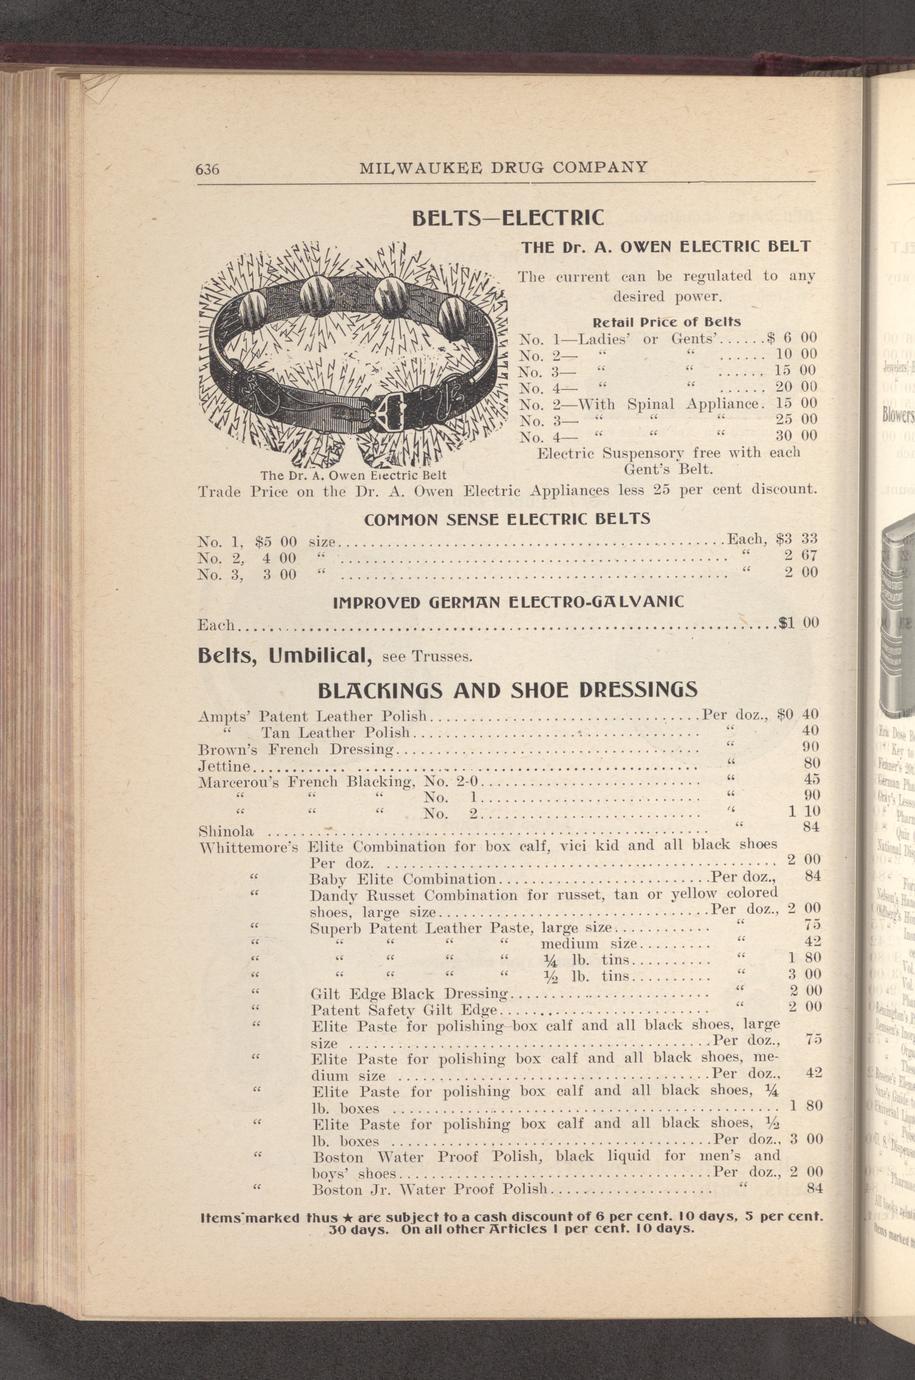 636
MILWAUKEE DRUG COMPANY
BELTS—ELECTRIC
The Dr. A. Owen Electric Belt
THE Dr. A. OWEN ELECTRIC BELT
The current can be regulated to any
desired power.
Retail Price of Belts
No. 1—Ladies' or Gents'......$ 6 00
No. 2— “ “ ...... 10 00
No. 3— “ “ ...... 15 00
No. 4— “ “ ...... 20 00
No. 2—With Spinal Appliance. 15 00
No. 3— “ “ “ 25 00
No. 4— “ “ “ 30 00
Electric Suspensory free with each
Gent's Belt.
Trade Price on the Dr. A. Owen Electric Appliances less 25 per cent discount.
COMMON SENSE ELECTRIC BELTS
No. 1, $5 00 size......Each, $3 33
No. 2, 4 00 “ ...... “ 2 67
No. 3, 3 00 “ ...... “ 2 00
IMPROVED GERMAN ELECTRO-GALVANIC
Each......$1 00
Belts, Umbilical, see Trusses.
BLACKINGS AND SHOE DRESSINGS
Ampts' Patent Leather Polish......Per doz., $0 40
“ Tan Leather Polish...... “ 40
Brown's French Dressing...... “ 90
Jettine...... “ 80
Marcerou's French Blacking, No. 2-0...... “ 45
“ “ “ No. 1...... “ 90
“ “ “ No. 2...... “ 1 10
Shinola ...... “ 84
Whittemore's Elite Combination for box calf, vici kid and all black shoes
Per doz. ...... 2 00
“ Baby Elite Combination......Per doz., 84
“ Dandy Russet Combination for russet, tan or yellow colored
shoes, large size......Per doz., 2 00
“ Superb Patent Leather Paste, large size...... “ 75
“ “ “ “ “ medium size...... “ 42
“ “ “ “ “ ¼ lb. tins...... “ 1 80
“ “ “ “ “ ½ lb. tins...... “ 3 00
“ Gilt Edge Black Dressing...... “ 2 00
“ Patent Safety Gilt Edge...... “ 2 00
“ Elite Paste for polishing box calf and all black shoes, large
size ......Per doz., 75
“ Elite Paste for polishing box calf and all black shoes, me-
dium size ......Per doz., 42
“ Elite Paste for polishing box calf and all black shoes, ¼
lb. boxes ...... 1 80
“ Elite Paste for polishing box calf and all black shoes, ½
lb. boxes ......Per doz., 3 00
“ Boston Water Proof Polish, black liquid for men's and
boys' shoes......Per doz., 2 00
“ Boston Jr. Water Proof Polish...... “ 84
Items marked thus ★ are subject to a cash discount of 6 per cent. 10 days, 5 per cent.
30 days. On all other Articles 1 per cent. 10 days.
Blowers